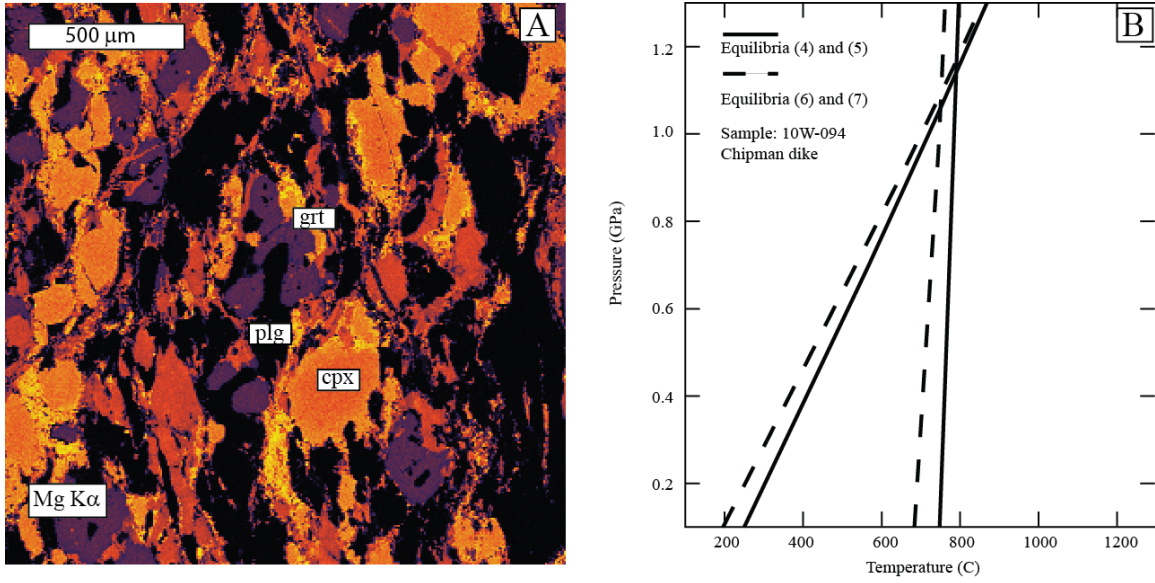 500 μm
A
grt
plg
cpx
Mg Kα
B
Equilibria (4) and (5)
Equilibria (6) and (7)
Sample: 10W-094
Chipman dike
1.2
1.0
0.8
0.6
0.4
0.2
Pressure (GPa)
200 400 600 800 1000 1200
Temperature (C)